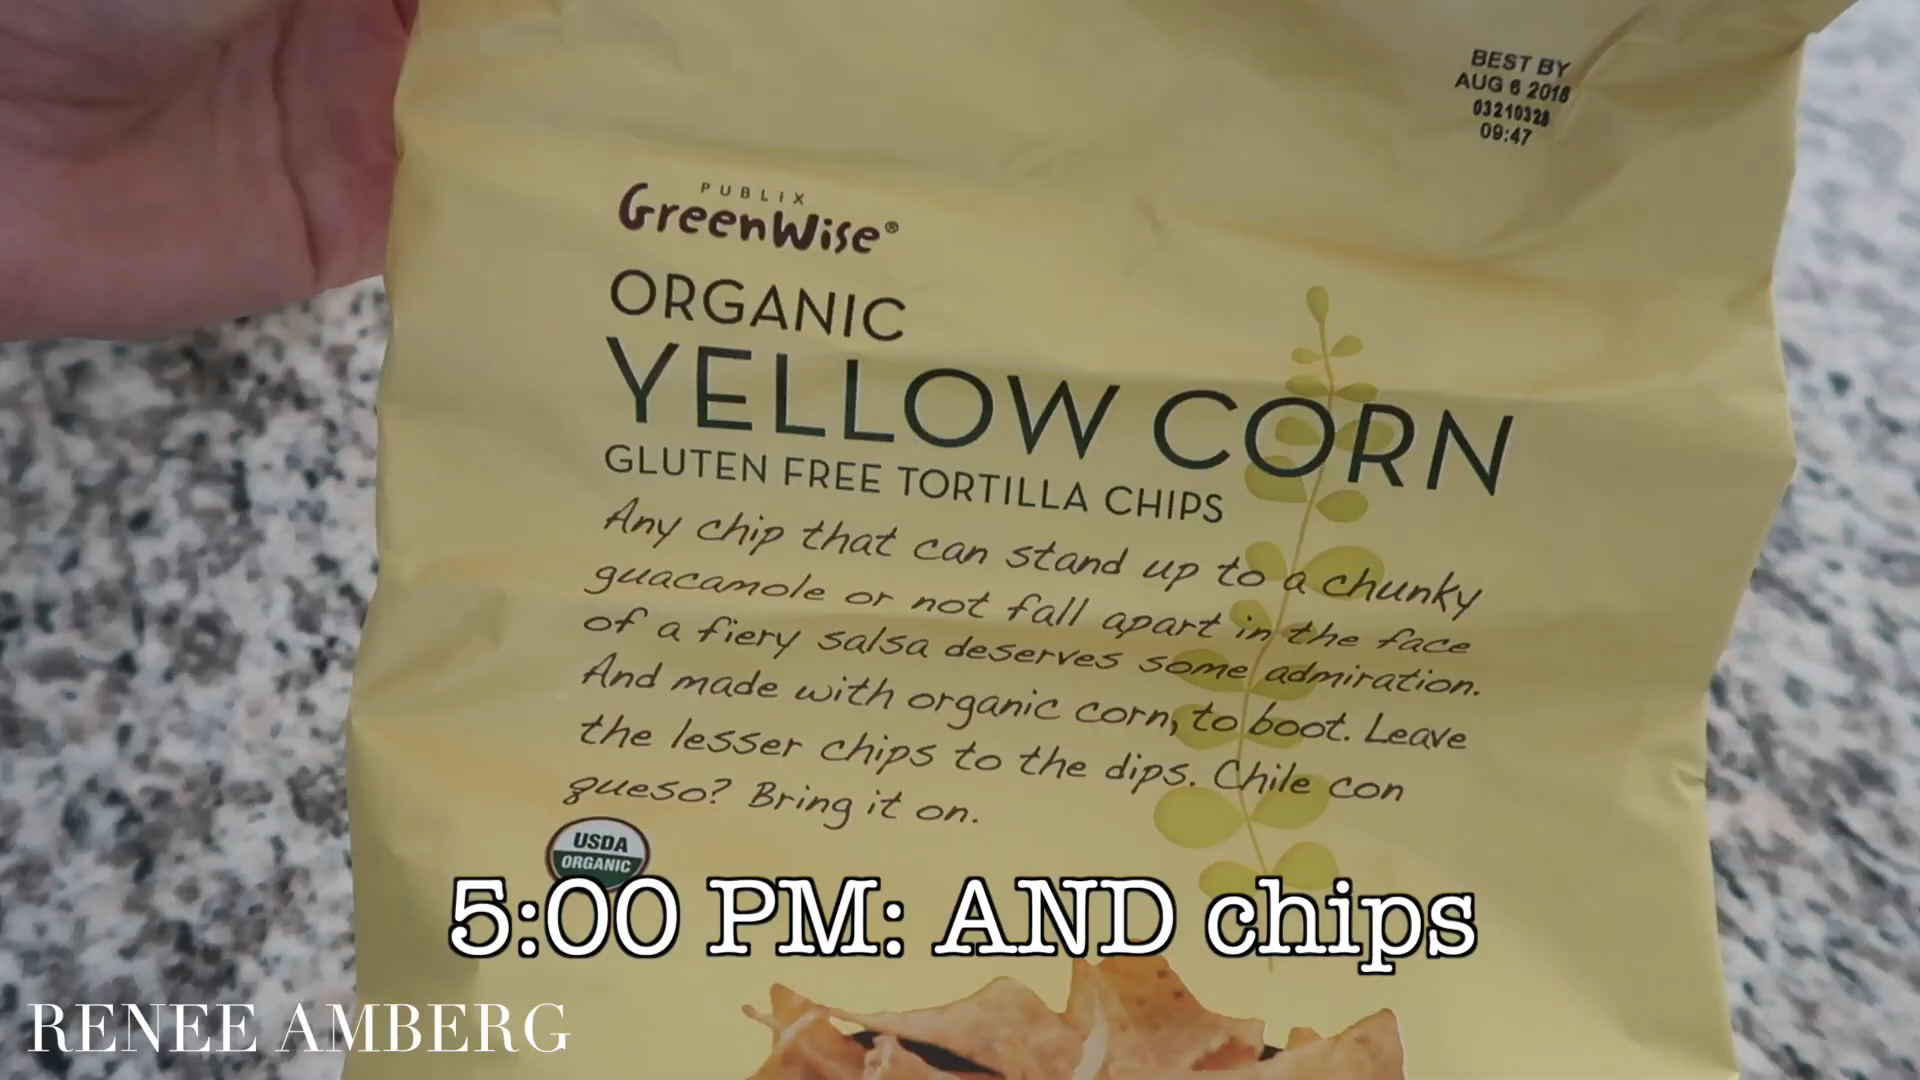 BEST BY
AUG 6 2018
03210328
09:47
PUBLIX
GreenWise®
ORGANIC
YELLOW CORN
GLUTEN FREE TORTILLA CHIPS
Any chip that can stand up to a chunky
guacamole or not fall apart in the face
of a fiery salsa deserves some admiration.
And made with organic corn, to boot. Leave
the lesser chips to the dips. Chile con
queso? Bring it on.
USDA
ORGANIC
5:00 PM: AND chips
RENEE AMBERG